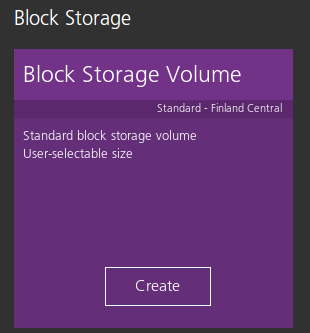 Block Storage
Block Storage Volume
Standard - Finland Central
Standard block storage volume
User-selectable size
Create